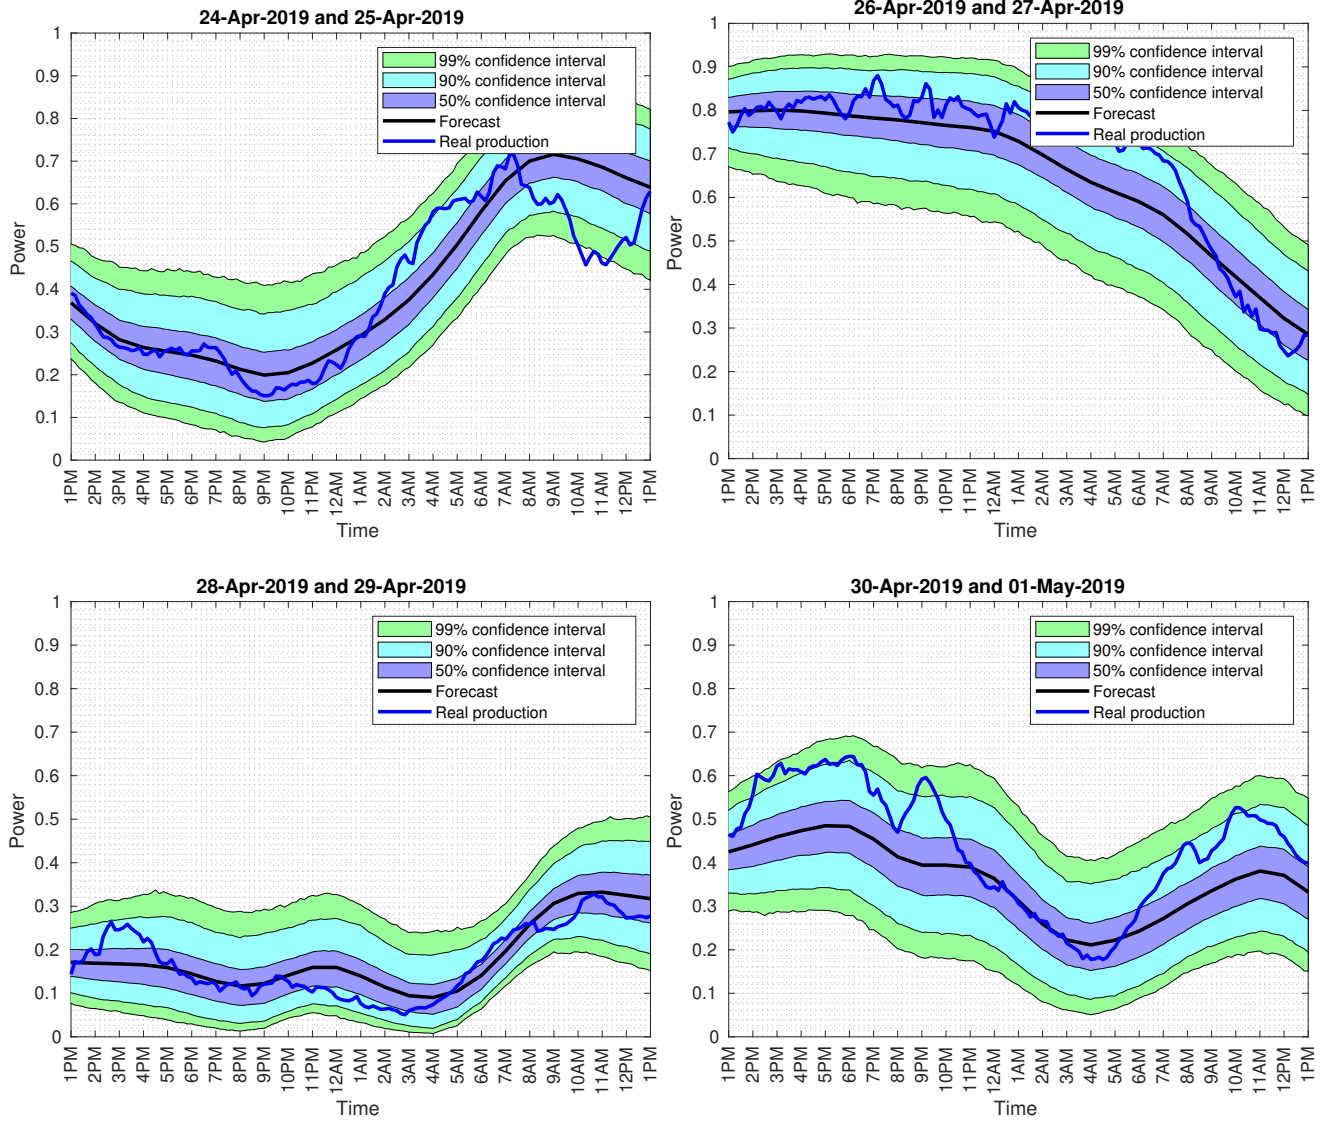 24-Apr-2019 and 25-Apr-2019
1
0.9
0.8
0.7
0.6
0.5
0.4
0.3
0.2
0.1
0
Power
99% confidence interval
90% confidence interval
50% confidence interval
Forecast
Real production
1PM 2PM 3PM 4PM 5PM 6PM 7PM 8PM 9PM 10PM 11PM 12AM 1AM 2AM 3AM 4AM 5AM 6AM 7AM 8AM 9AM 10AM 11AM 12PM 1PM
Time
26-Apr-2019 and 27-Apr-2019
1
0.9
0.8
0.7
0.6
0.5
0.4
0.3
0.2
0.1
0
Power
99% confidence interval
90% confidence interval
50% confidence interval
Forecast
Real production
1PM 2PM 3PM 4PM 5PM 6PM 7PM 8PM 9PM 10PM 11PM 12AM 1AM 2AM 3AM 4AM 5AM 6AM 7AM 8AM 9AM 10AM 11AM 12PM 1PM
Time
28-Apr-2019 and 29-Apr-2019
1
0.9
0.8
0.7
0.6
0.5
0.4
0.3
0.2
0.1
0
Power
99% confidence interval
90% confidence interval
50% confidence interval
Forecast
Real production
1PM 2PM 3PM 4PM 5PM 6PM 7PM 8PM 9PM 10PM 11PM 12AM 1AM 2AM 3AM 4AM 5AM 6AM 7AM 8AM 9AM 10AM 11AM 12PM 1PM
Time
30-Apr-2019 and 01-May-2019
1
0.9
0.8
0.7
0.6
0.5
0.4
0.3
0.2
0.1
0
Power
99% confidence interval
90% confidence interval
50% confidence interval
Forecast
Real production
1PM 2PM 3PM 4PM 5PM 6PM 7PM 8PM 9PM 10PM 11PM 12AM 1AM 2AM 3AM 4AM 5AM 6AM 7AM 8AM 9AM 10AM 11AM 12PM 1PM
Time